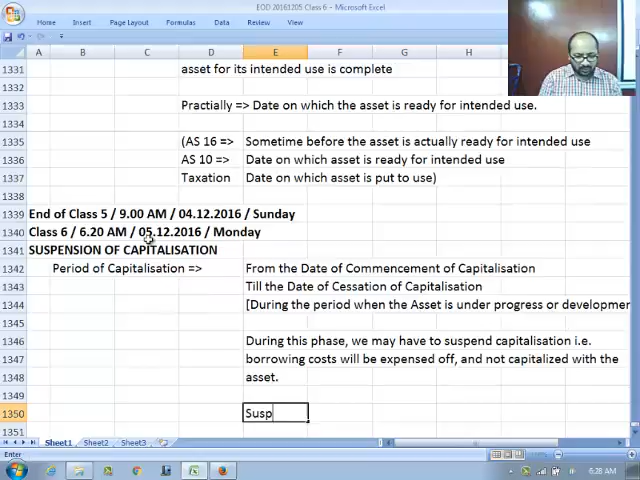 EOD 20161205 Class 6 - Microsoft Excel
Home Insert Page Layout Formulas Data Review View
A B C D E F G H
1331 asset for its intended use is complete
1332
1333 Practially => Date on which the asset is ready for intended use.
1334
1335 (AS 16 => Sometime before the asset is actually ready for intended use
1336 AS 10 => Date on which asset is ready for intended use
1337 Taxation Date on which asset is put to use)
1338
1339 End of Class 5 / 9.00 AM / 04.12.2016 / Sunday
1340 Class 6 / 6.20 AM / 05.12.2016 / Monday
1341 SUSPENSION OF CAPITALISATION
1342 Period of Capitalisation => From the Date of Commencement of Capitalisation
1343 Till the Date of Cessation of Capitalisation
1344 [During the period when the Asset is under progress or developmen
1345
1346 During this phase, we may have to suspend capitalisation i.e.
1347 borrowing costs will be expensed off, and not capitalized with the
1348 asset.
1349
1350 Susp
1351
Sheet1 Sheet2 Sheet3
Enter
6:28 AM